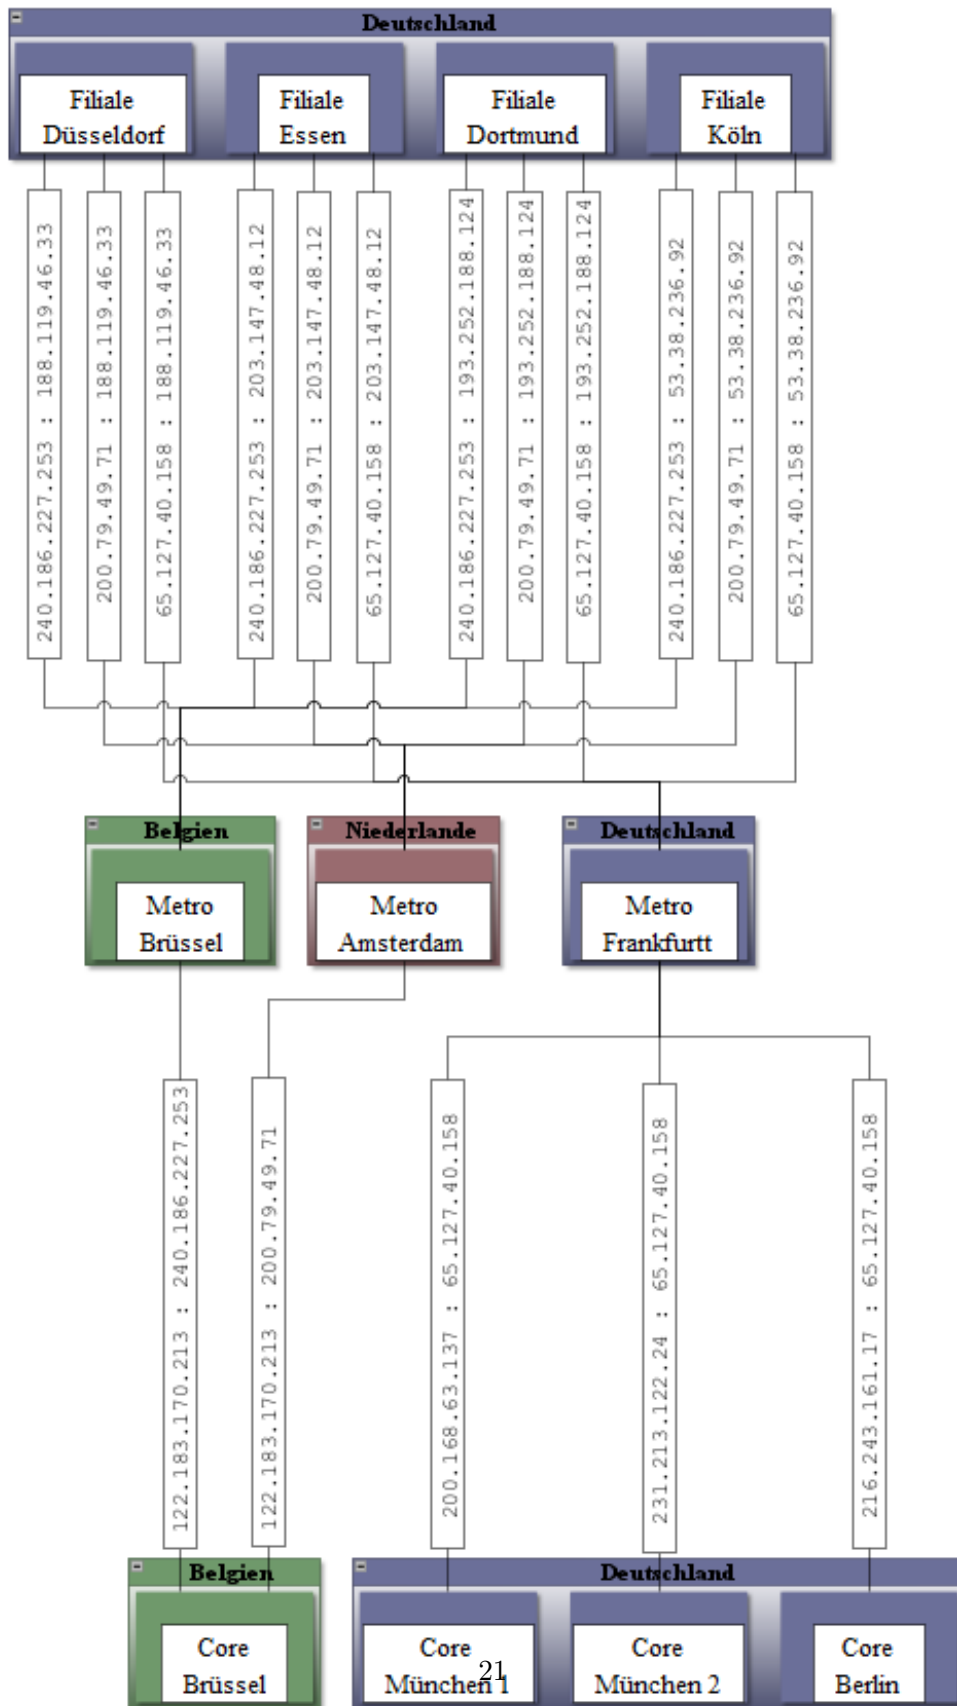 Deutschland
Filiale
Düsseldorf
Filiale
Essen
Filiale
Dortmund
Filiale
Köln
240.186.227.253 : 188.119.46.33
200.79.49.71 : 188.119.46.33
65.127.40.158 : 188.119.46.33
240.186.227.253 : 203.147.48.12
200.79.49.71 : 203.147.48.12
65.127.40.158 : 203.147.48.12
240.186.227.253 : 193.252.188.124
200.79.49.71 : 193.252.188.124
65.127.40.158 : 193.252.188.124
240.186.227.253 : 53.38.236.92
200.79.49.71 : 53.38.236.92
65.127.40.158 : 53.38.236.92
Belgien
Metro
Brüssel
Niederlande
Metro
Amsterdam
Deutschland
Metro
Frankfurtt
122.183.170.213 : 240.186.227.253
122.183.170.213 : 200.79.49.71
200.168.63.137 : 65.127.40.158
231.213.122.24 : 65.127.40.158
216.243.161.17 : 65.127.40.158
Belgien
Core
Brüssel
Deutschland
Core
München 1
Core
München 2
Core
Berlin
21